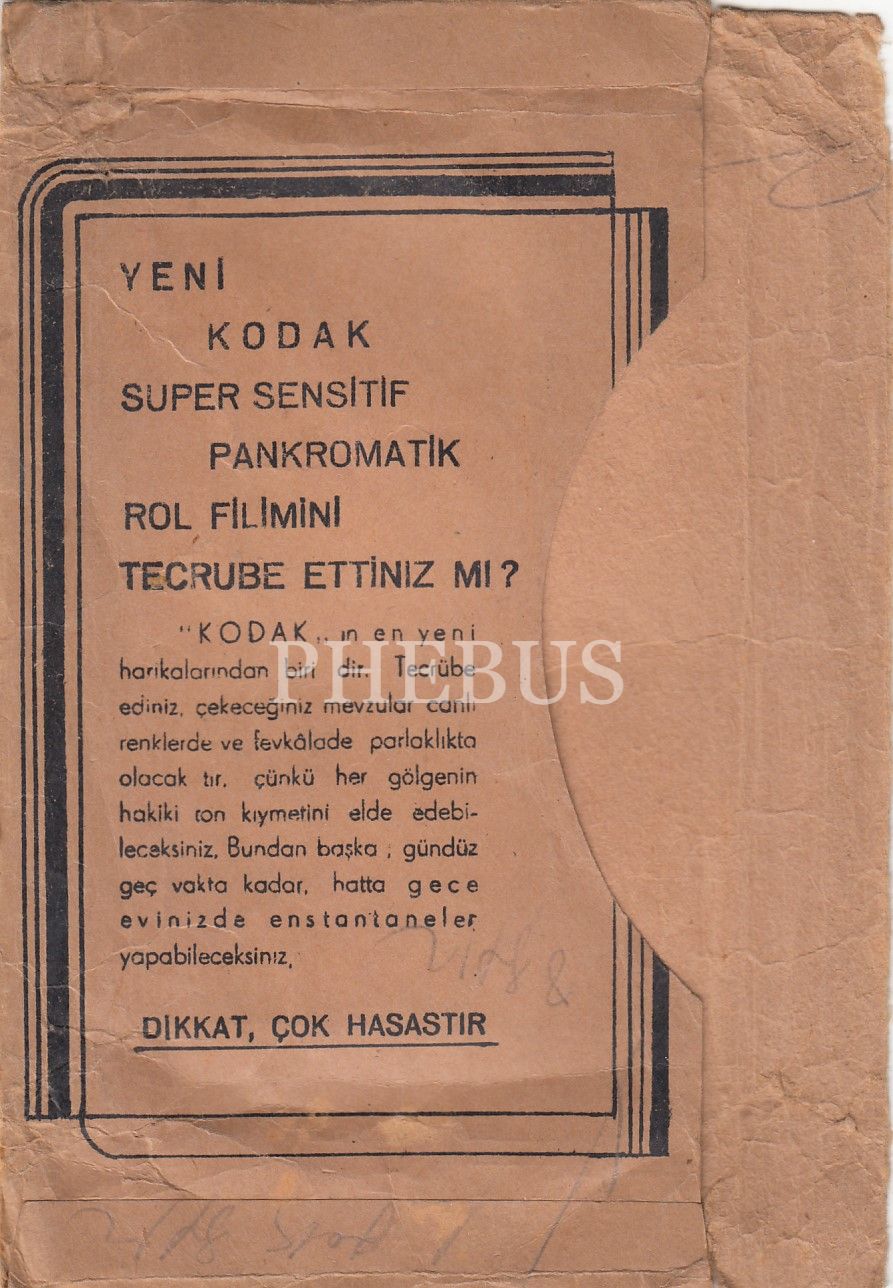 YENİ
KODAK
SUPER SENSİTİF
PANKROMATİK
ROL FİLİMİNİ
TECRUBE ETTİNİZ MI?
"KODAK,, ın en yeni
harikalarından biri dir. Tecrübe
ediniz, çekeceğiniz mevzular canlı
renklerde ve fevkâlade parlaklıkta
olacak tır. çünkü her gölgenin
hakiki ton kıymetini elde edebi-
leceksiniz, Bundan başka , gündüz
geç vakta kadar, hatta gece
evinizde enstantaneler
yapabileceksiniz,
DİKKAT, ÇOK HASASTIR
PHEBUS